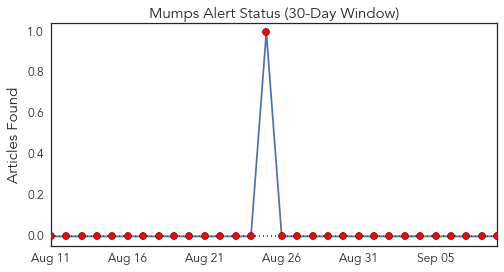 Mumps Alert Status (30-Day Window)
Articles Found
1.0
0.8
0.6
0.4
0.2
0.0
Aug 11 Aug 16 Aug 21 Aug 26 Aug 31 Sep 05